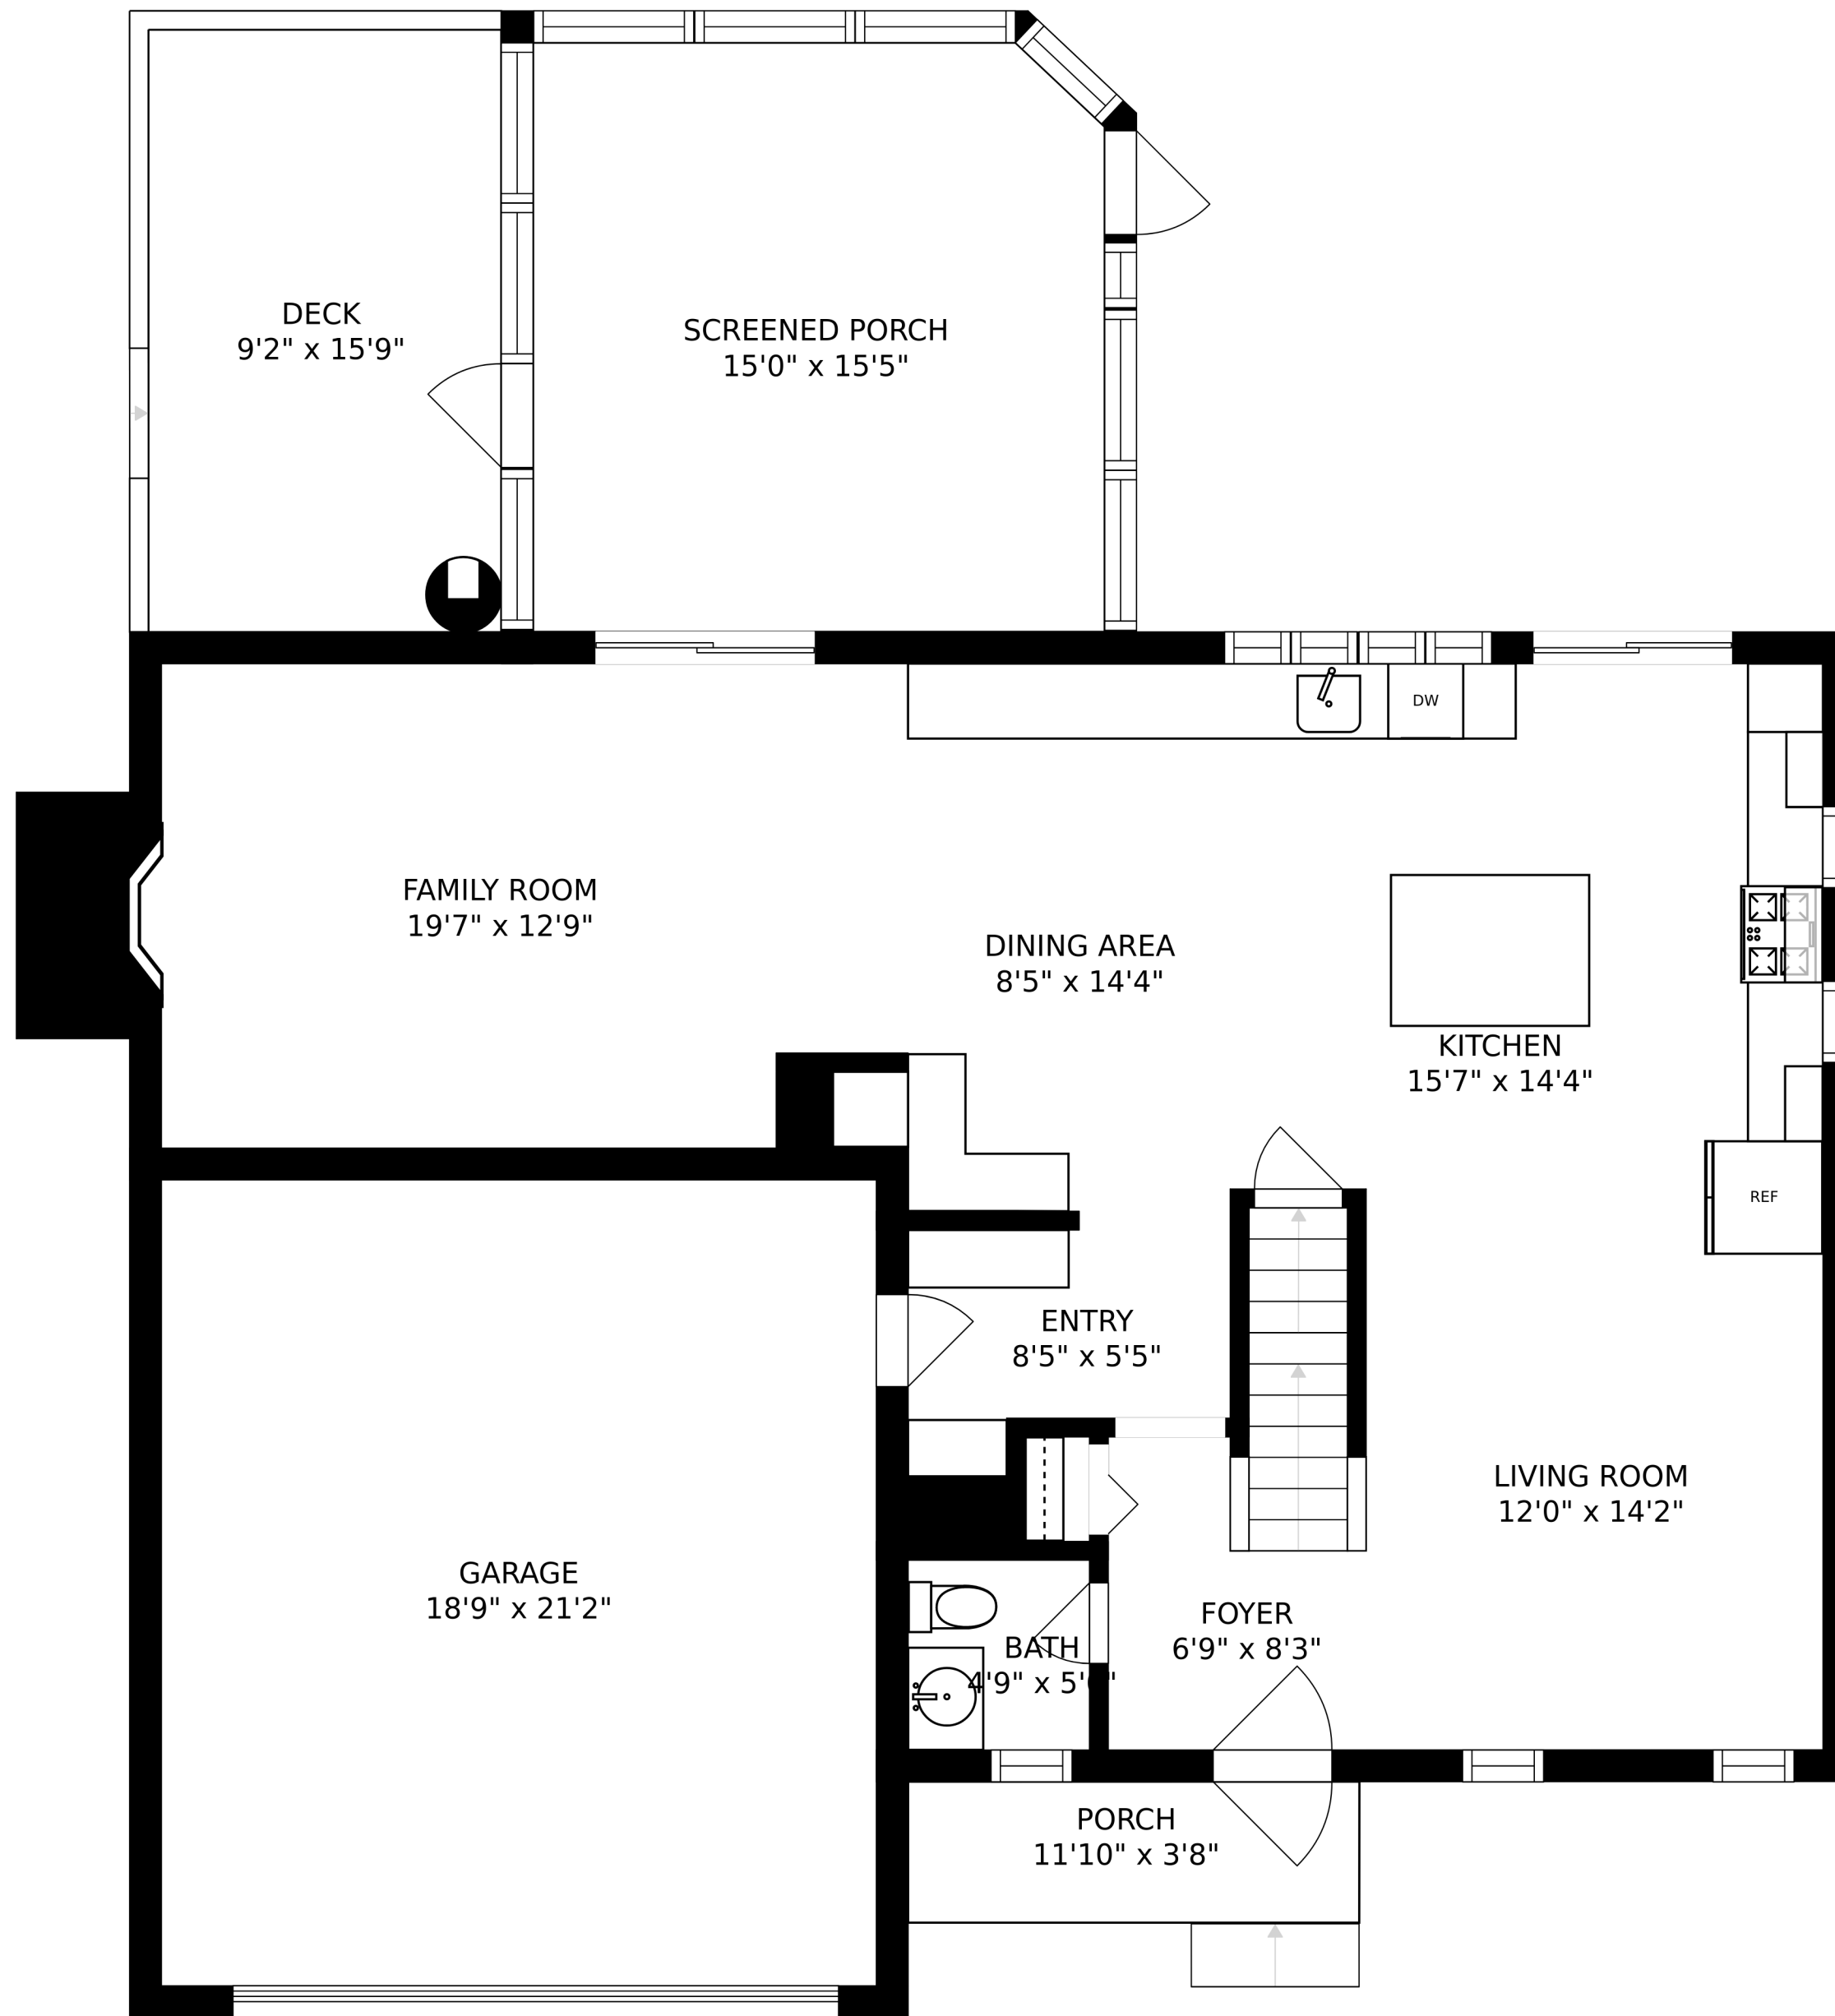 DECK
9'2" x 15'9"
SCREENED PORCH
15'0" x 15'5"
DW
FAMILY ROOM
19'7" x 12'9"
DINING AREA
8'5" x 14'4"
KITCHEN
15'7" x 14'4"
REF
ENTRY
8'5" x 5'5"
LIVING ROOM
12'0" x 14'2"
GARAGE
18'9" x 21'2"
FOYER
6'9" x 8'3"
BATH
4'9" x
PORCH
11'10" x 3'8"